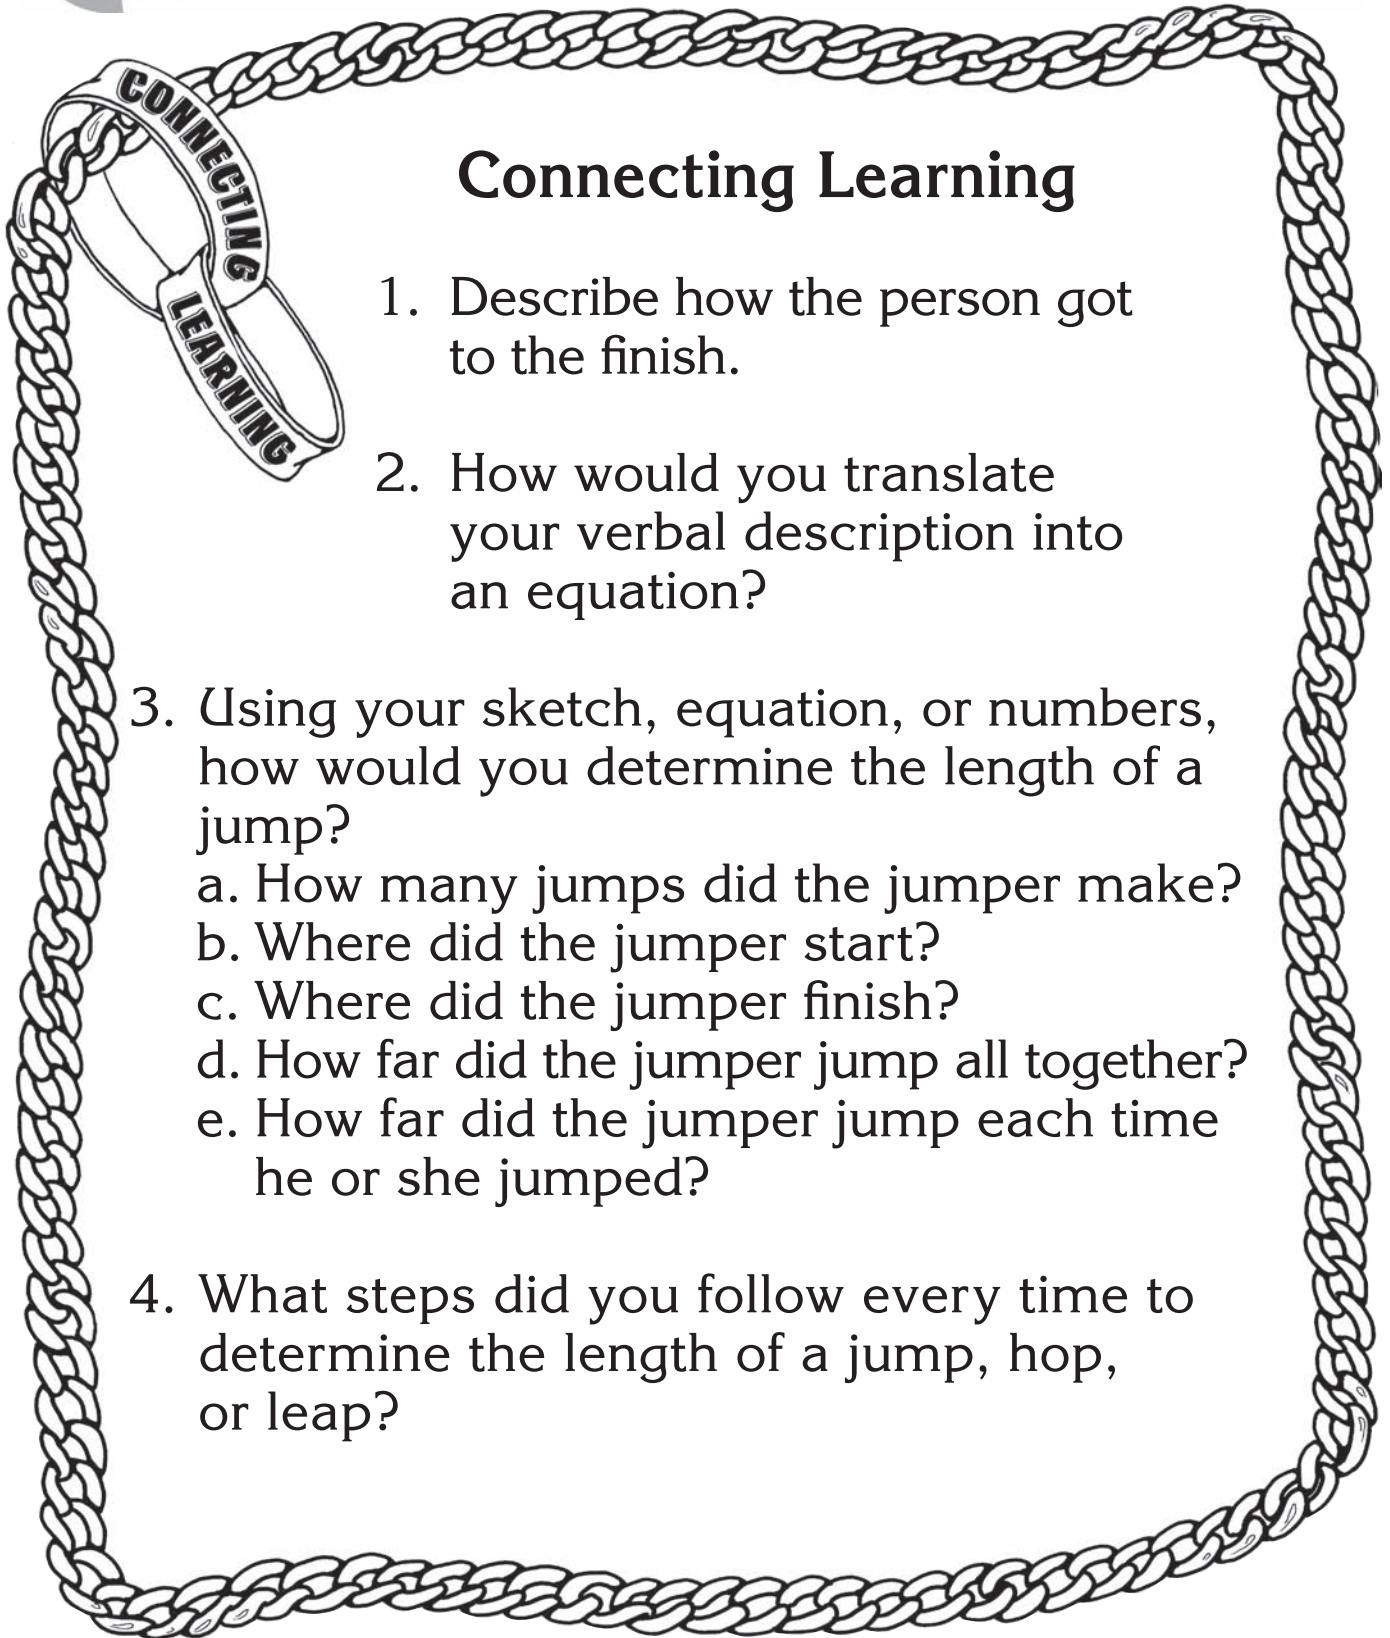 CONNECTING
LEARNING
Connecting Learning
1. Describe how the person got
to the finish.
2. How would you translate
your verbal description into
an equation?
3. Using your sketch, equation, or numbers,
how would you determine the length of a
jump?
a. How many jumps did the jumper make?
b. Where did the jumper start?
c. Where did the jumper finish?
d. How far did the jumper jump all together?
e. How far did the jumper jump each time
he or she jumped?
4. What steps did you follow every time to
determine the length of a jump, hop,
or leap?